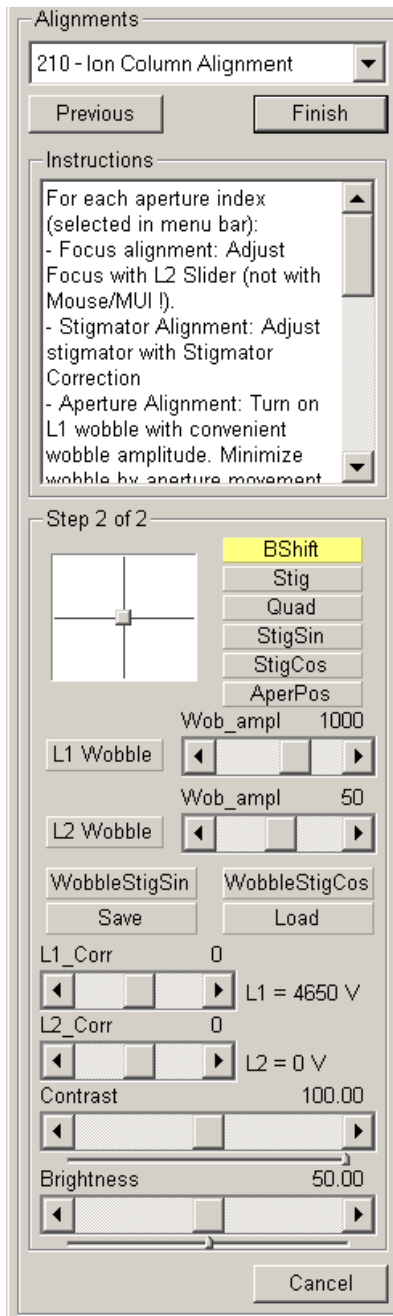 Alignments
210 - Ion Column Alignment
Previous Finish
Instructions
For each aperture index
(selected in menu bar):
- Focus alignment: Adjust
Focus with L2 Slider (not with
Mouse/MUI !).
- Stigmator Alignment: Adjust
stigmator with Stigmator
Correction
- Aperture Alignment: Turn on
L1 wobble with convenient
wobble amplitude. Minimize
wobble by aperture movement
Step 2 of 2
BShift
Stig
Quad
StigSin
StigCos
AperPos
Wob_ampl 1000
L1 Wobble
Wob_ampl 50
L2 Wobble
WobbleStigSin WobbleStigCos
Save Load
L1_Corr 0
L1 = 4650 V
L2_Corr 0
L2 = 0 V
Contrast 100.00
Brightness 50.00
Cancel